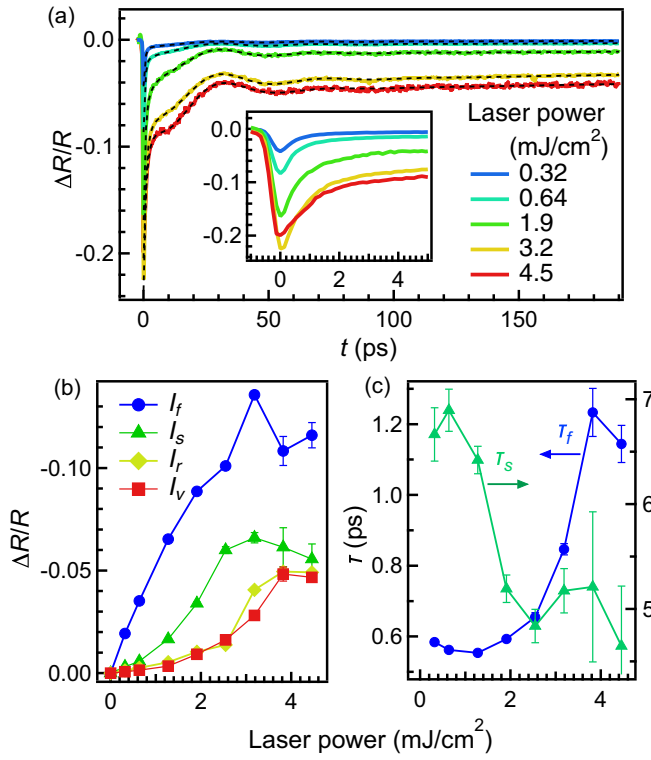 (a)
0.0
-0.1
-0.2
ΔR/R
0.0
-0.1
-0.2
0
2
4
Laser power
(mJ/cm²)
0.32
0.64
1.9
3.2
4.5
0
50
100
150
t (ps)
(b)
I_f
I_s
I_r
I_v
-0.10
-0.05
0.00
ΔR/R
0
2
4
(c)
1.2
1.0
0.8
0.6
τ (ps)
τ_s
τ_f
7
6
5
0
2
4
Laser power (mJ/cm²)